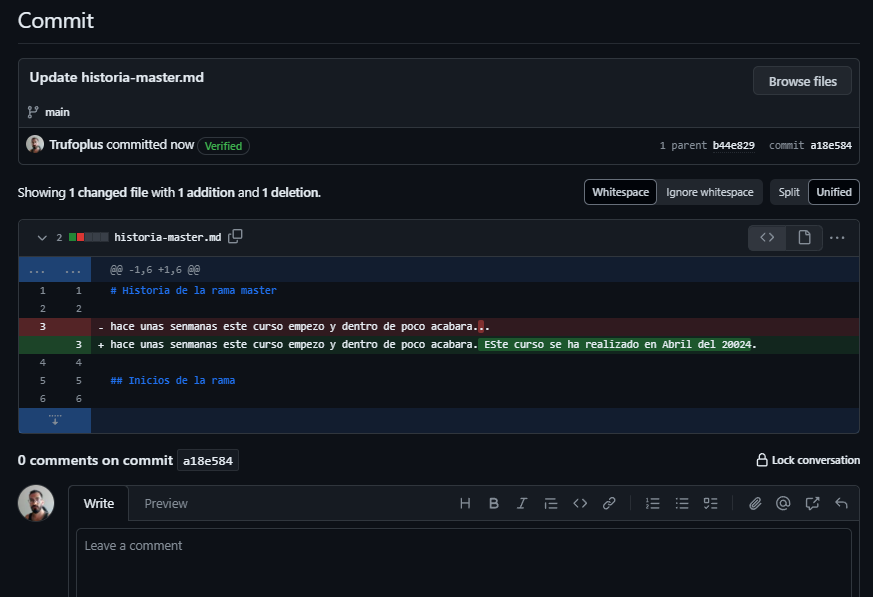 Commit
Update historia-master.md
Browse files
main
Trufoplus committed now Verified
1 parent b44e829 commit a18e584
Showing 1 changed file with 1 addition and 1 deletion.
Whitespace Ignore whitespace Split Unified
2 historia-master.md
... ... @@ -1,6 +1,6 @@
1 1 # Historia de la rama master
2 2
3 - hace unas senmanas este curso empezo y dentro de poco acabara...
3 + hace unas senmanas este curso empezo y dentro de poco acabara. ESte curso se ha realizado en Abril del 20024.
4 4
5 5 ## Inicios de la rama
6 6
0 comments on commit a18e584
Lock conversation
Write Preview
Leave a comment